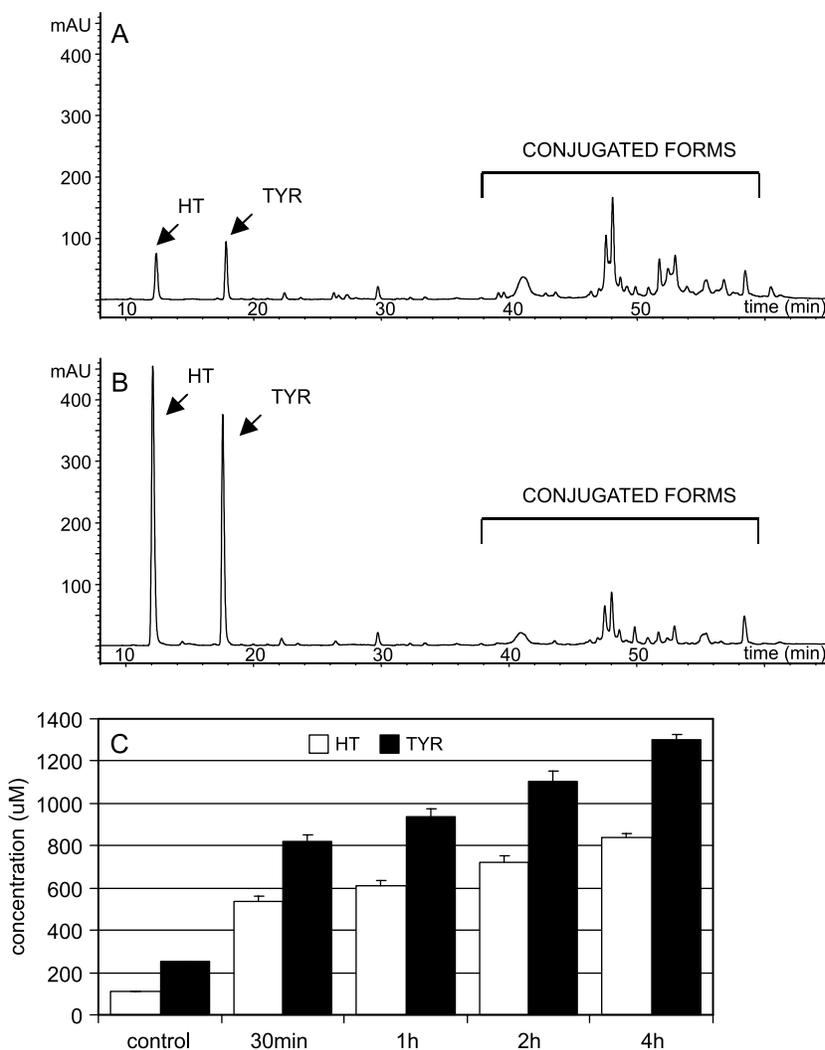 mAU
A
400
300
200
100
HT
TYR
CONJUGATED FORMS
10 20 30 40 50 time (min)
mAU
B
400
300
200
100
HT
TYR
CONJUGATED FORMS
10 20 30 40 50 time (min)
C
HT TYR
concentration (uM)
1400
1200
1000
800
600
400
200
0
control 30min 1h 2h 4h